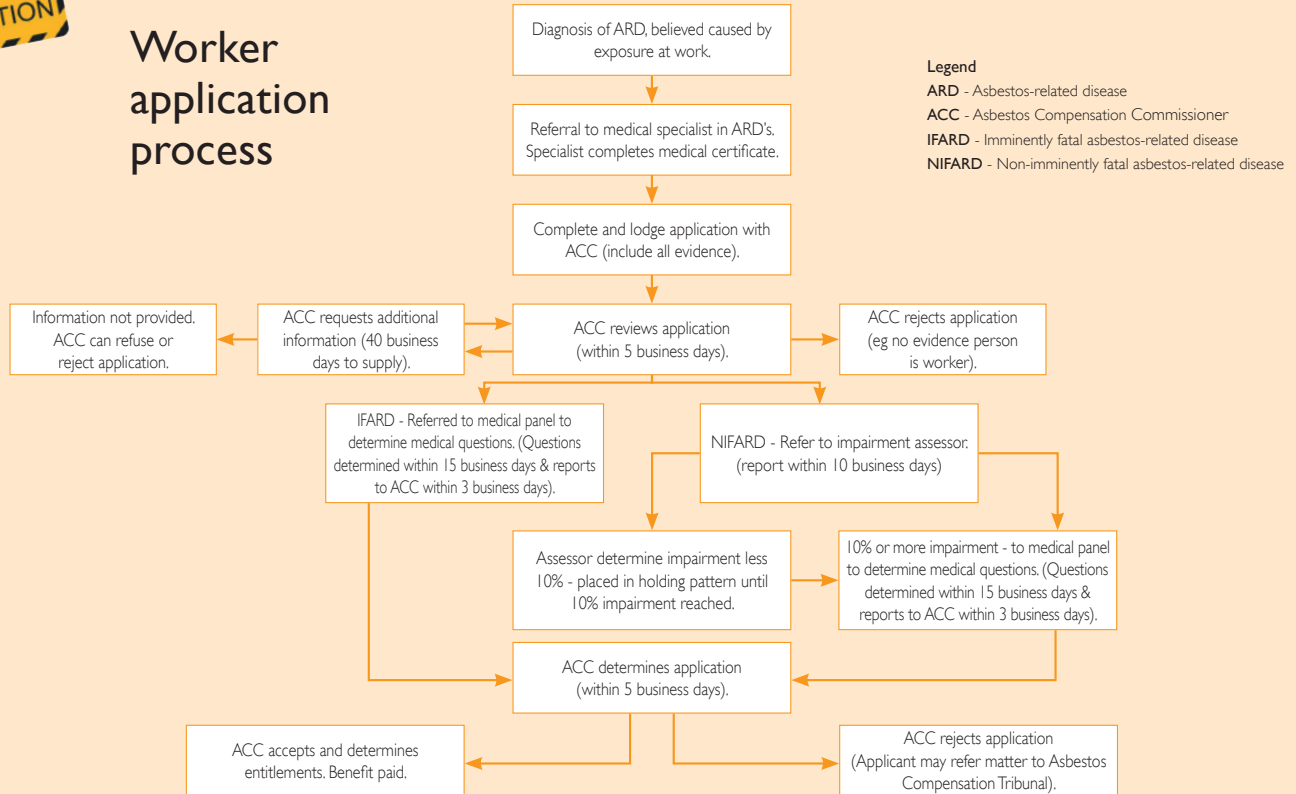 TION
Worker
application
process
Diagnosis of ARD, believed caused by
exposure at work.
Legend
ARD - Asbestos-related disease
ACC - Asbestos Compensation Commissioner
IFARD - Imminently fatal asbestos-related disease
NIFARD - Non-imminently fatal asbestos-related disease
Referral to medical specialist in ARD's.
Specialist completes medical certificate.
Complete and lodge application with
ACC (include all evidence).
Information not provided.
ACC can refuse or
reject application.
ACC requests additional
information (40 business
days to supply).
ACC reviews application
(within 5 business days).
ACC rejects application
(eg no evidence person
is worker).
IFARD - Referred to medical panel to
determine medical questions. (Questions
determined within 15 business days & reports
to ACC within 3 business days).
NIFARD - Refer to impairment assessor.
(report within 10 business days)
Assessor determine impairment less
10% - placed in holding pattern until
10% impairment reached.
10% or more impairment - to medical panel
to determine medical questions. (Questions
determined within 15 business days &
reports to ACC within 3 business days).
ACC determines application
(within 5 business days).
ACC accepts and determines
entitlements. Benefit paid.
ACC rejects application
(Applicant may refer matter to Asbestos
Compensation Tribunal).